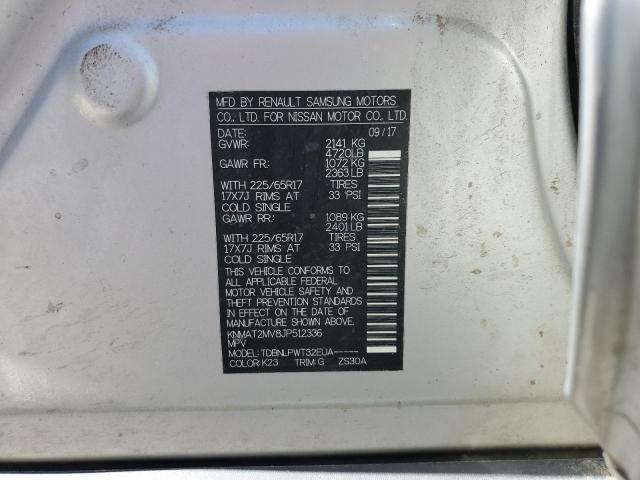 MFD BY RENAULT SAMSUNG MOTORS
CO., LTD. FOR NISSAN MOTOR CO., LTD.
DATE: 09/17
GVWR: 2141 KG
4720LB
GAWR FR: 1072 KG
2363LB
WITH 225/65R17 TIRES
17X7J RIMS AT 33 PSI
COLD SINGLE
GAWR RR: 1089 KG
2401LB
WITH 225/65R17 TIRES
17X7J RIMS AT 33 PSI
COLD SINGLE
THIS VEHICLE CONFORMS TO
ALL APPLICABLE FEDERAL
MOTOR VEHICLE SAFETY AND
THEFT PREVENTION STANDARDS
IN EFFECT ON THE DATE OF
MANUFACTURE SHOWN ABOVE.
KNMAT2MV8JP512336
MPV
MODEL: TDBNLPWT32EUA-----
COLOR: K23 TRIM: G ZS30A